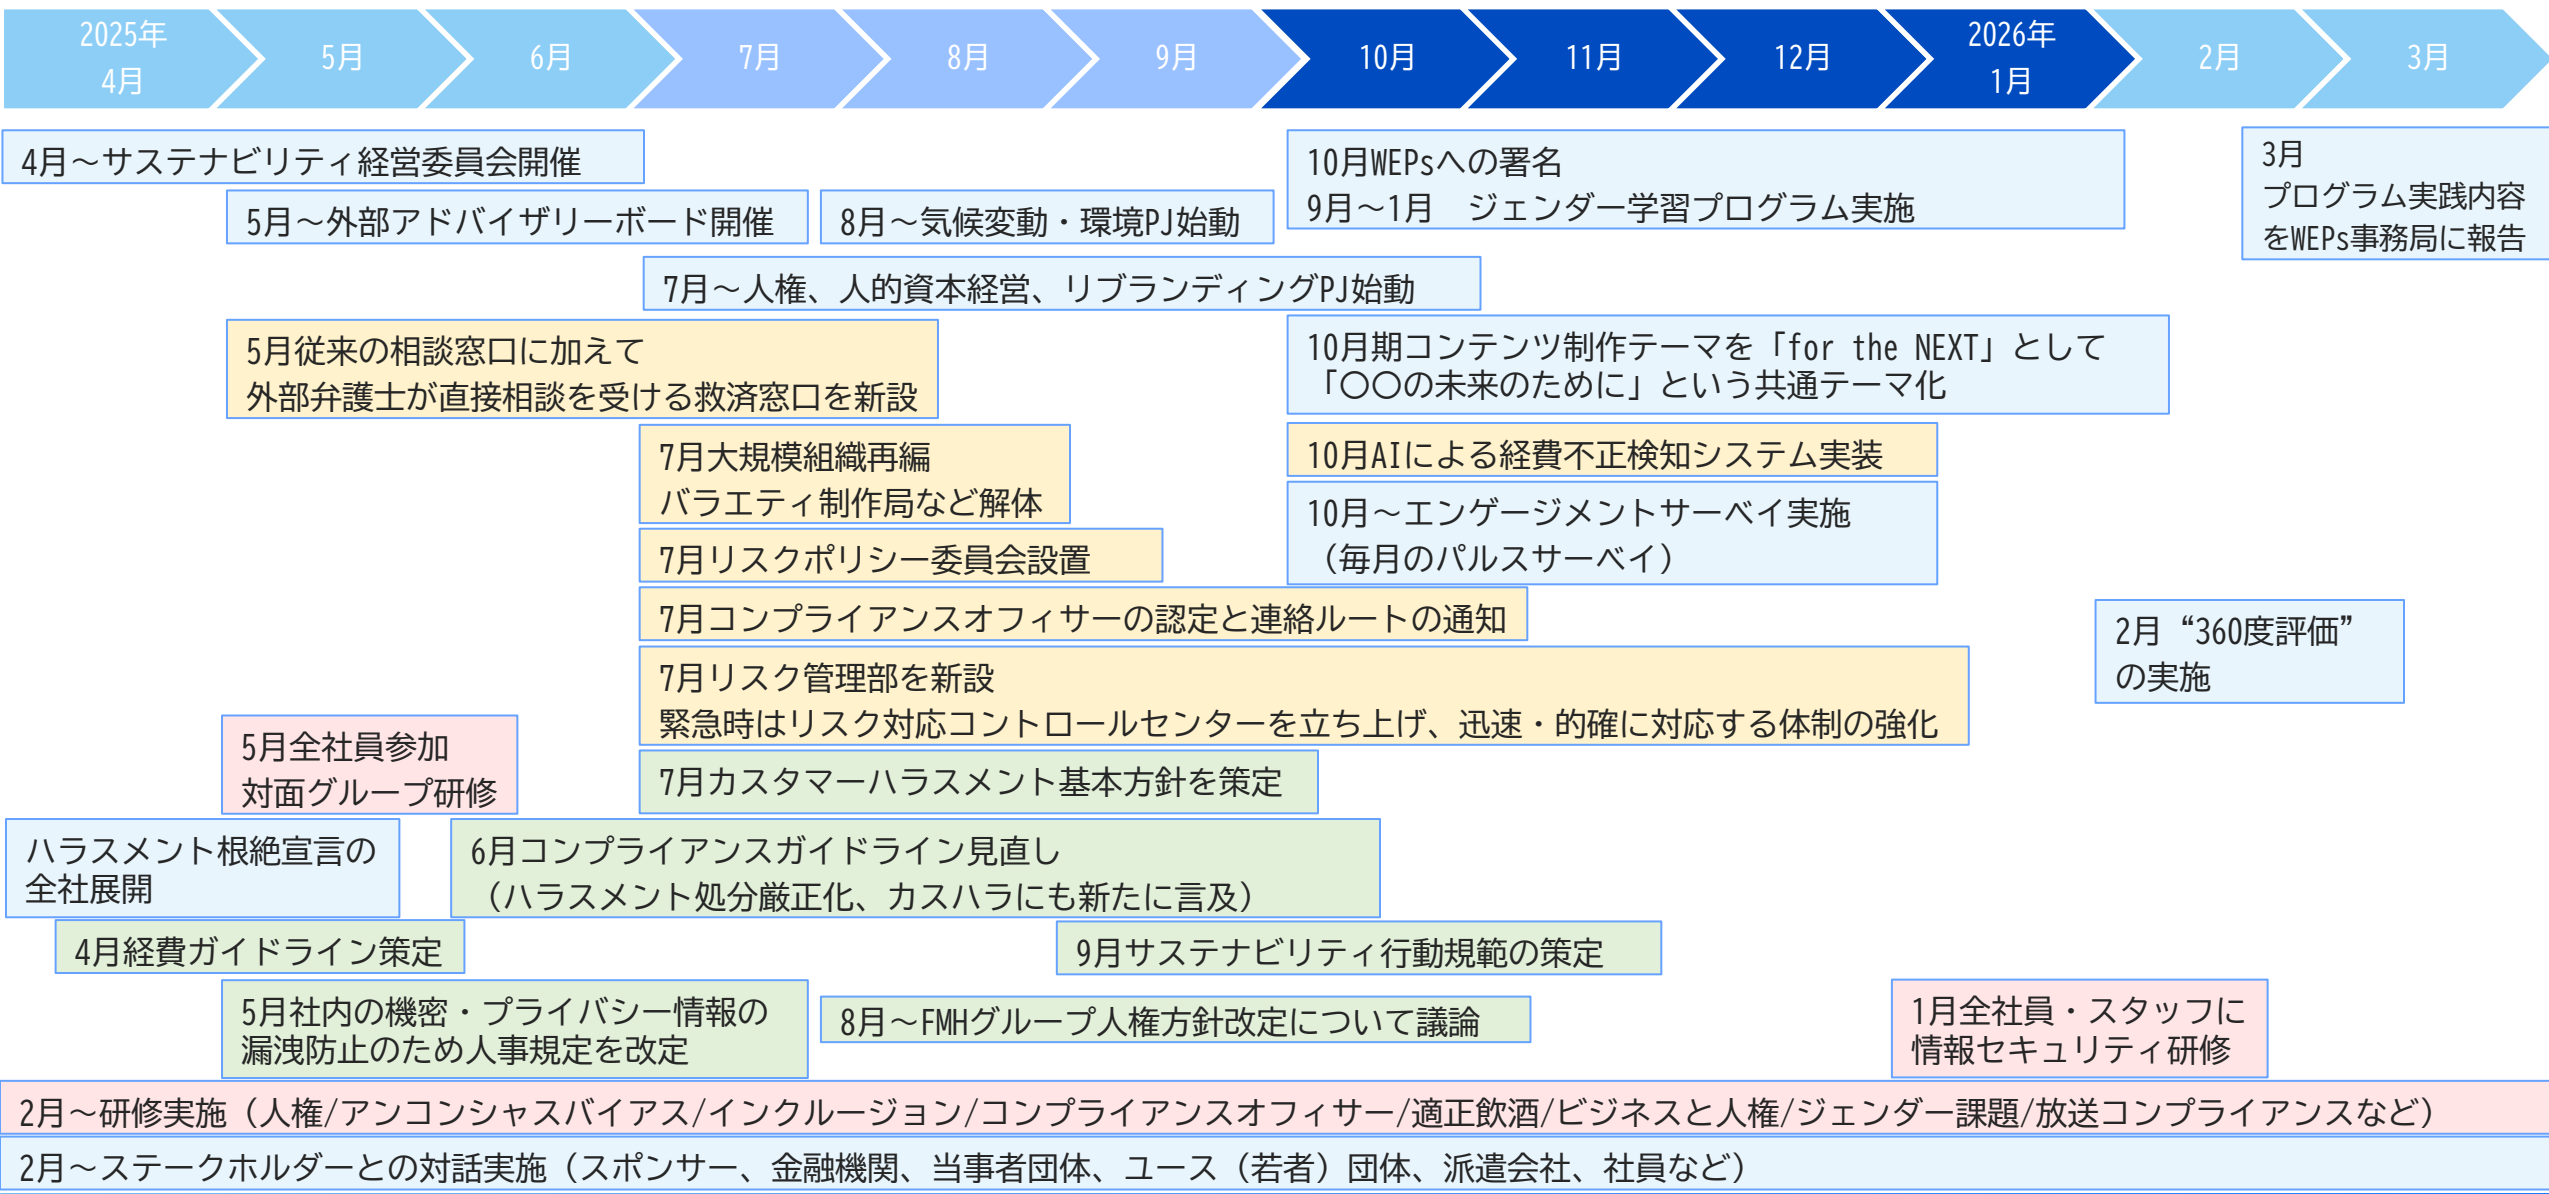 2025年
4月
5月
6月
7月
8月
9月
10月
11月
12月
2026年
1月
2月
3月
4月～サステナビリティ経営委員会開催
10月WEPsへの署名
9月～1月　ジェンダー学習プログラム実施
3月
プログラム実践内容
をWEPs事務局に報告
5月～外部アドバイザリーボード開催
8月～気候変動・環境PJ始動
7月～人権、人的資本経営、リブランディングPJ始動
5月従来の相談窓口に加えて
外部弁護士が直接相談を受ける救済窓口を新設
10月期コンテンツ制作テーマを「for the NEXT」として
「〇〇の未来のために」という共通テーマ化
7月大規模組織再編
バラエティ制作局など解体
10月AIによる経費不正検知システム実装
10月～エンゲージメントサーベイ実施
（毎月のパルスサーベイ）
7月リスクポリシー委員会設置
7月コンプライアンスオフィサーの認定と連絡ルートの通知
2月“360度評価”
の実施
7月リスク管理部を新設
緊急時はリスク対応コントロールセンターを立ち上げ、迅速・的確に対応する体制の強化
5月全社員参加
対面グループ研修
7月カスタマーハラスメント基本方針を策定
ハラスメント根絶宣言の
全社展開
6月コンプライアンスガイドライン見直し
（ハラスメント処分厳正化、カスハラにも新たに言及）
4月経費ガイドライン策定
9月サステナビリティ行動規範の策定
5月社内の機密・プライバシー情報の
漏洩防止のため人事規定を改定
8月～FMHグループ人権方針改定について議論
1月全社員・スタッフに
情報セキュリティ研修
2月～研修実施（人権/アンコンシャスバイアス/インクルージョン/コンプライアンスオフィサー/適正飲酒/ビジネスと人権/ジェンダー課題/放送コンプライアンスなど）
2月～ステークホルダーとの対話実施（スポンサー、金融機関、当事者団体、ユース（若者）団体、派遣会社、社員など）